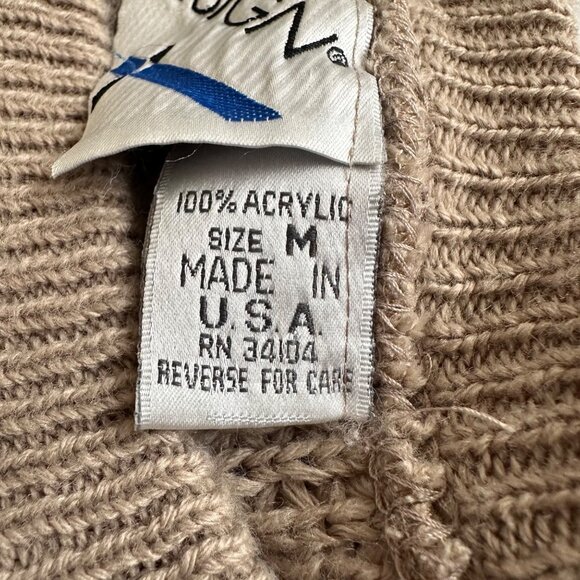 100% ACRYLIC
SIZE M
MADE IN
U.S.A.
RN 34104
REVERSE FOR CARE